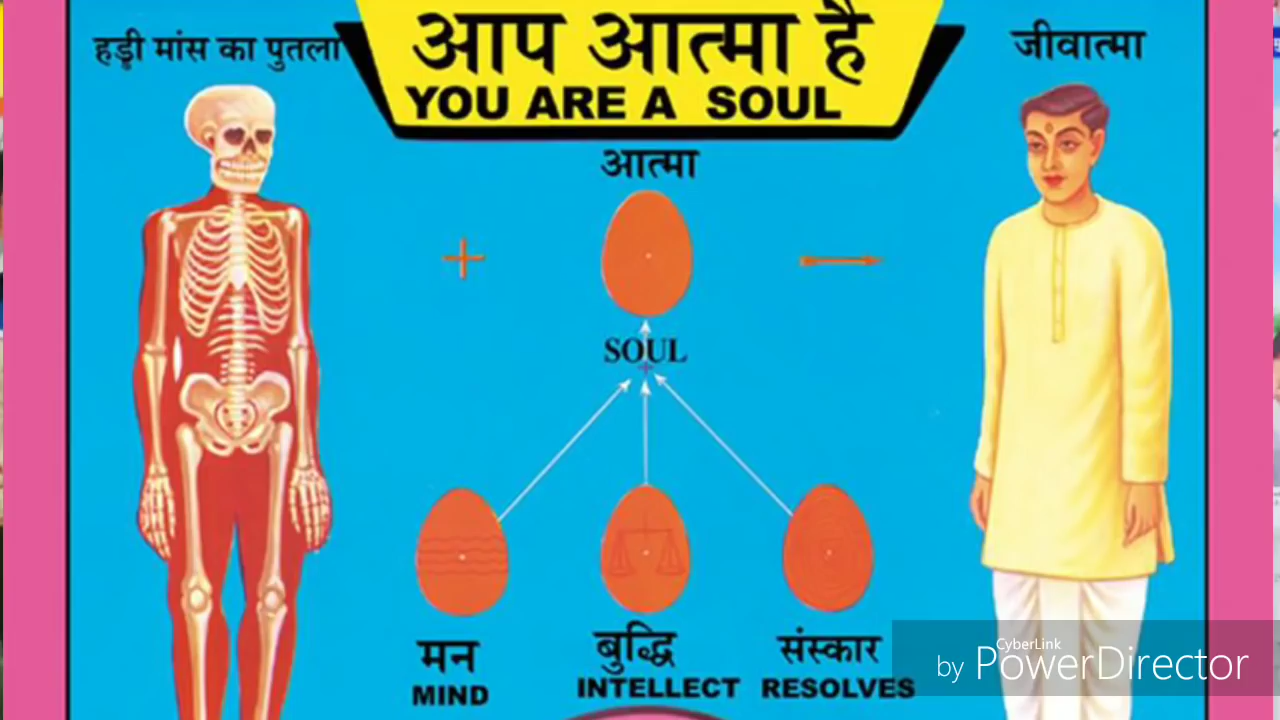 आप आत्मा है
YOU ARE A SOUL
हड्डी मांस का पुतला
जीवात्मा
आत्मा
+
SOUL
+
मन
MIND
बुद्धि
INTELLECT
संस्कार
RESOLVES
by CyberLink PowerDirector